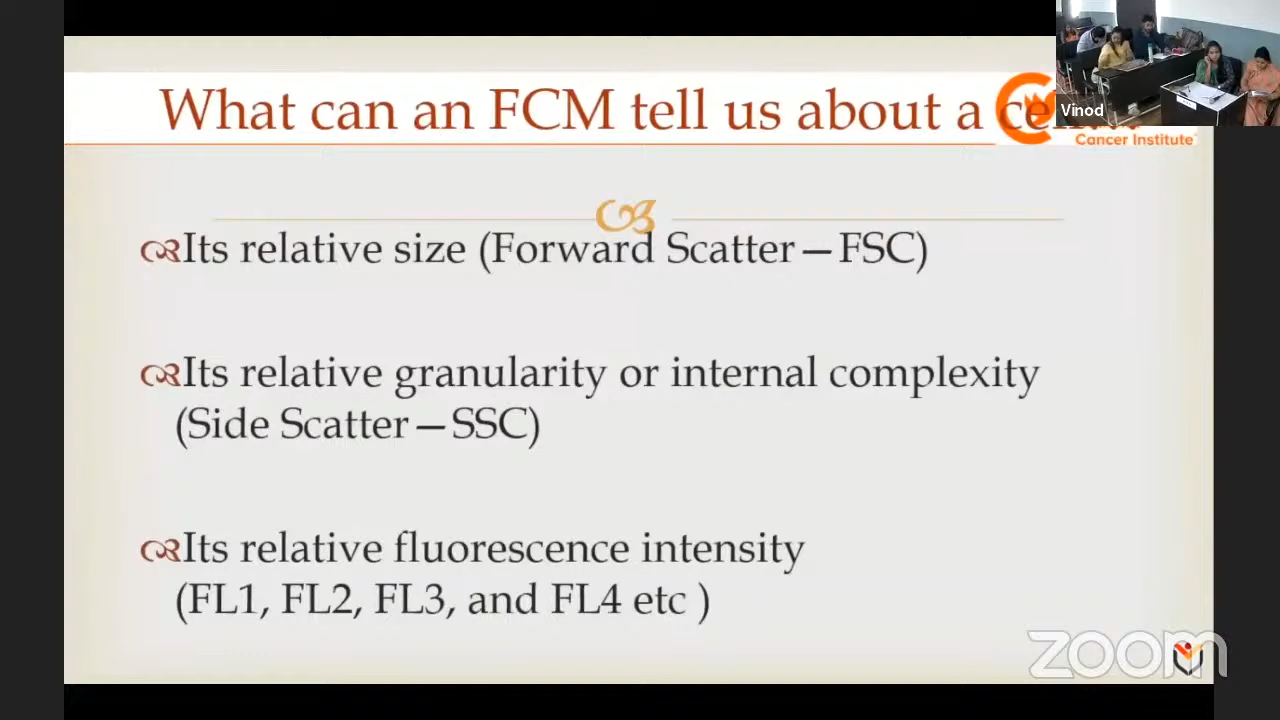 What can an FCM tell us about a
Vinod
Cancer Institute
Its relative size (Forward Scatter—FSC)
Its relative granularity or internal complexity
(Side Scatter—SSC)
Its relative fluorescence intensity
(FL1, FL2, FL3, and FL4 etc )
zoom